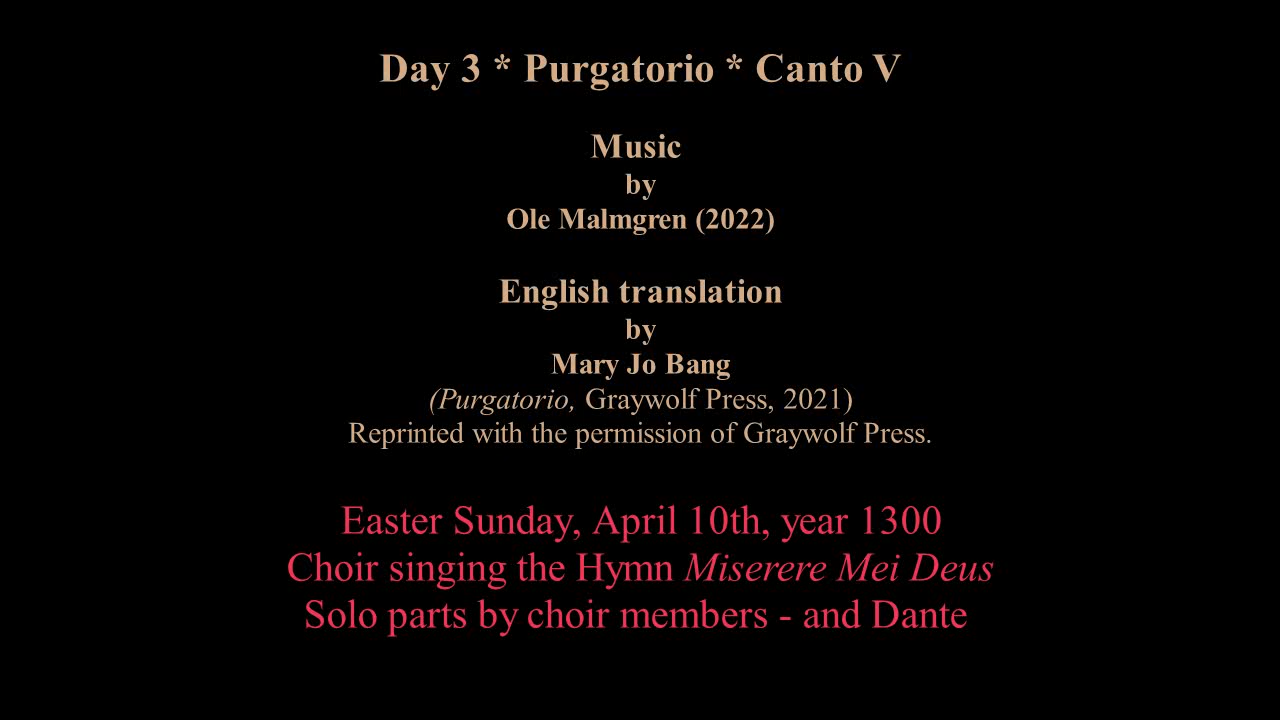 Day 3 * Purgatorio * Canto V
Music
by
Ole Malmgren (2022)
English translation
by
Mary Jo Bang
(Purgatorio, Graywolf Press, 2021)
Reprinted with the permission of Graywolf Press.
Easter Sunday, April 10th, year 1300
Choir singing the Hymn Miserere Mei Deus
Solo parts by choir members - and Dante